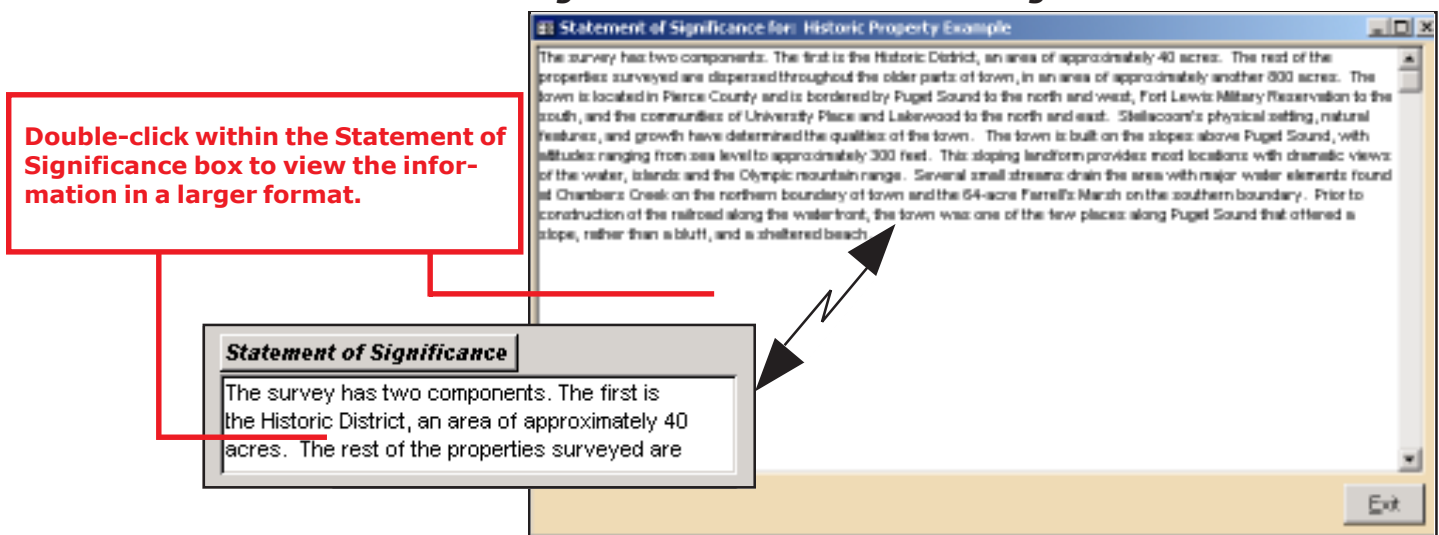 Statement of Significance for: Historic Property Example
The survey has two components. The first is the Historic District, an area of approximately 40 acres. The rest of the
properties surveyed are dispersed throughout the older parts of town, in an area of approximately another 800 acres. The
town is located in Pierce County and is bordered by Puget Sound to the north and west, Fort Lewis Military Reservation to the
south, and the communities of University Place and Lakewood to the north and east. Steilacoom's physical setting, natural
features, and growth have determined the qualities of the town. The town is built on the slopes above Puget Sound, with
altitudes ranging from sea level to approximately 300 feet. This sloping landform provides most locations with dramatic views
of the water, islands and the Olympic mountain range. Several small streams drain the area with major water elements found
at Chambers Creek on the northern boundary of town and the 64-acre Farrell's Marsh on the southern boundary. Prior to
construction of the railroad along the waterfront, the town was one of the few places along Puget Sound that offered a
slope, rather than a bluff, and a sheltered beach.
Double-click within the Statement of
Significance box to view the infor-
mation in a larger format.
Statement of Significance
The survey has two components. The first is
the Historic District, an area of approximately 40
acres. The rest of the properties surveyed are
Exit